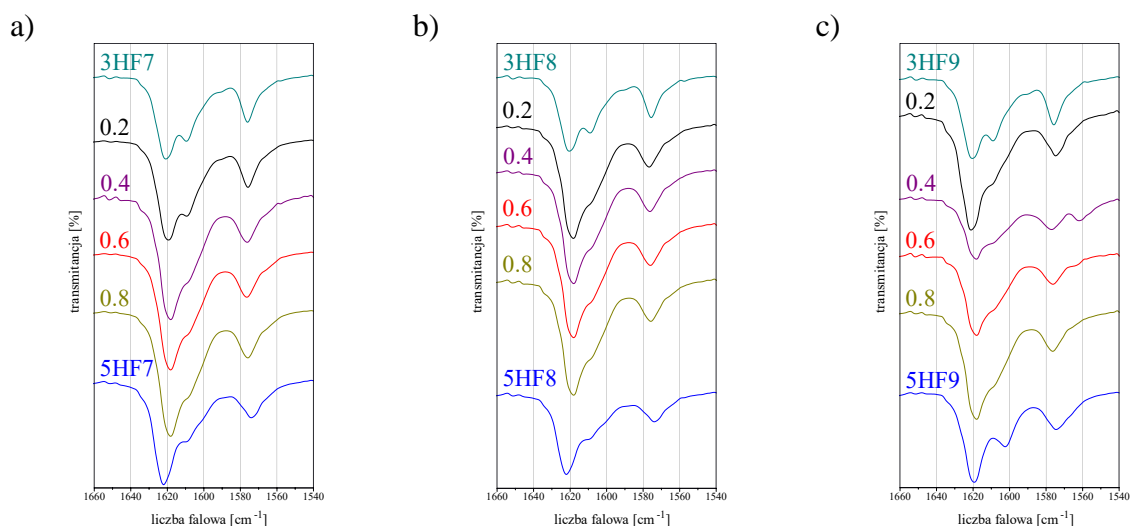 a)
3HF7
0.2
0.4
0.6
0.8
5HF7
transmitancja [%]
1660 1640 1620 1600 1580 1560 1540
liczba falowa [cm⁻¹]
b)
3HF8
0.2
0.4
0.6
0.8
5HF8
transmitancja [%]
1660 1640 1620 1600 1580 1560 1540
liczba falowa [cm⁻¹]
c)
3HF9
0.2
0.4
0.6
0.8
5HF9
transmitancja [%]
1660 1640 1620 1600 1580 1560 1540
liczba falowa [cm⁻¹]